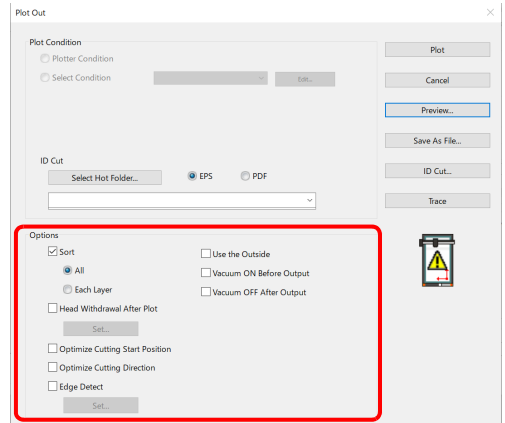 Plot Out
Plot Condition
Plotter Condition
Select Condition
Edit...
ID Cut
Select Hot Folder...
EPS
PDF
Plot
Cancel
Preview...
Save As File...
ID Cut...
Trace
Options
Sort
All
Each Layer
Head Withdrawal After Plot
Set...
Optimize Cutting Start Position
Optimize Cutting Direction
Edge Detect
Set...
Use the Outside
Vacuum ON Before Output
Vacuum OFF After Output